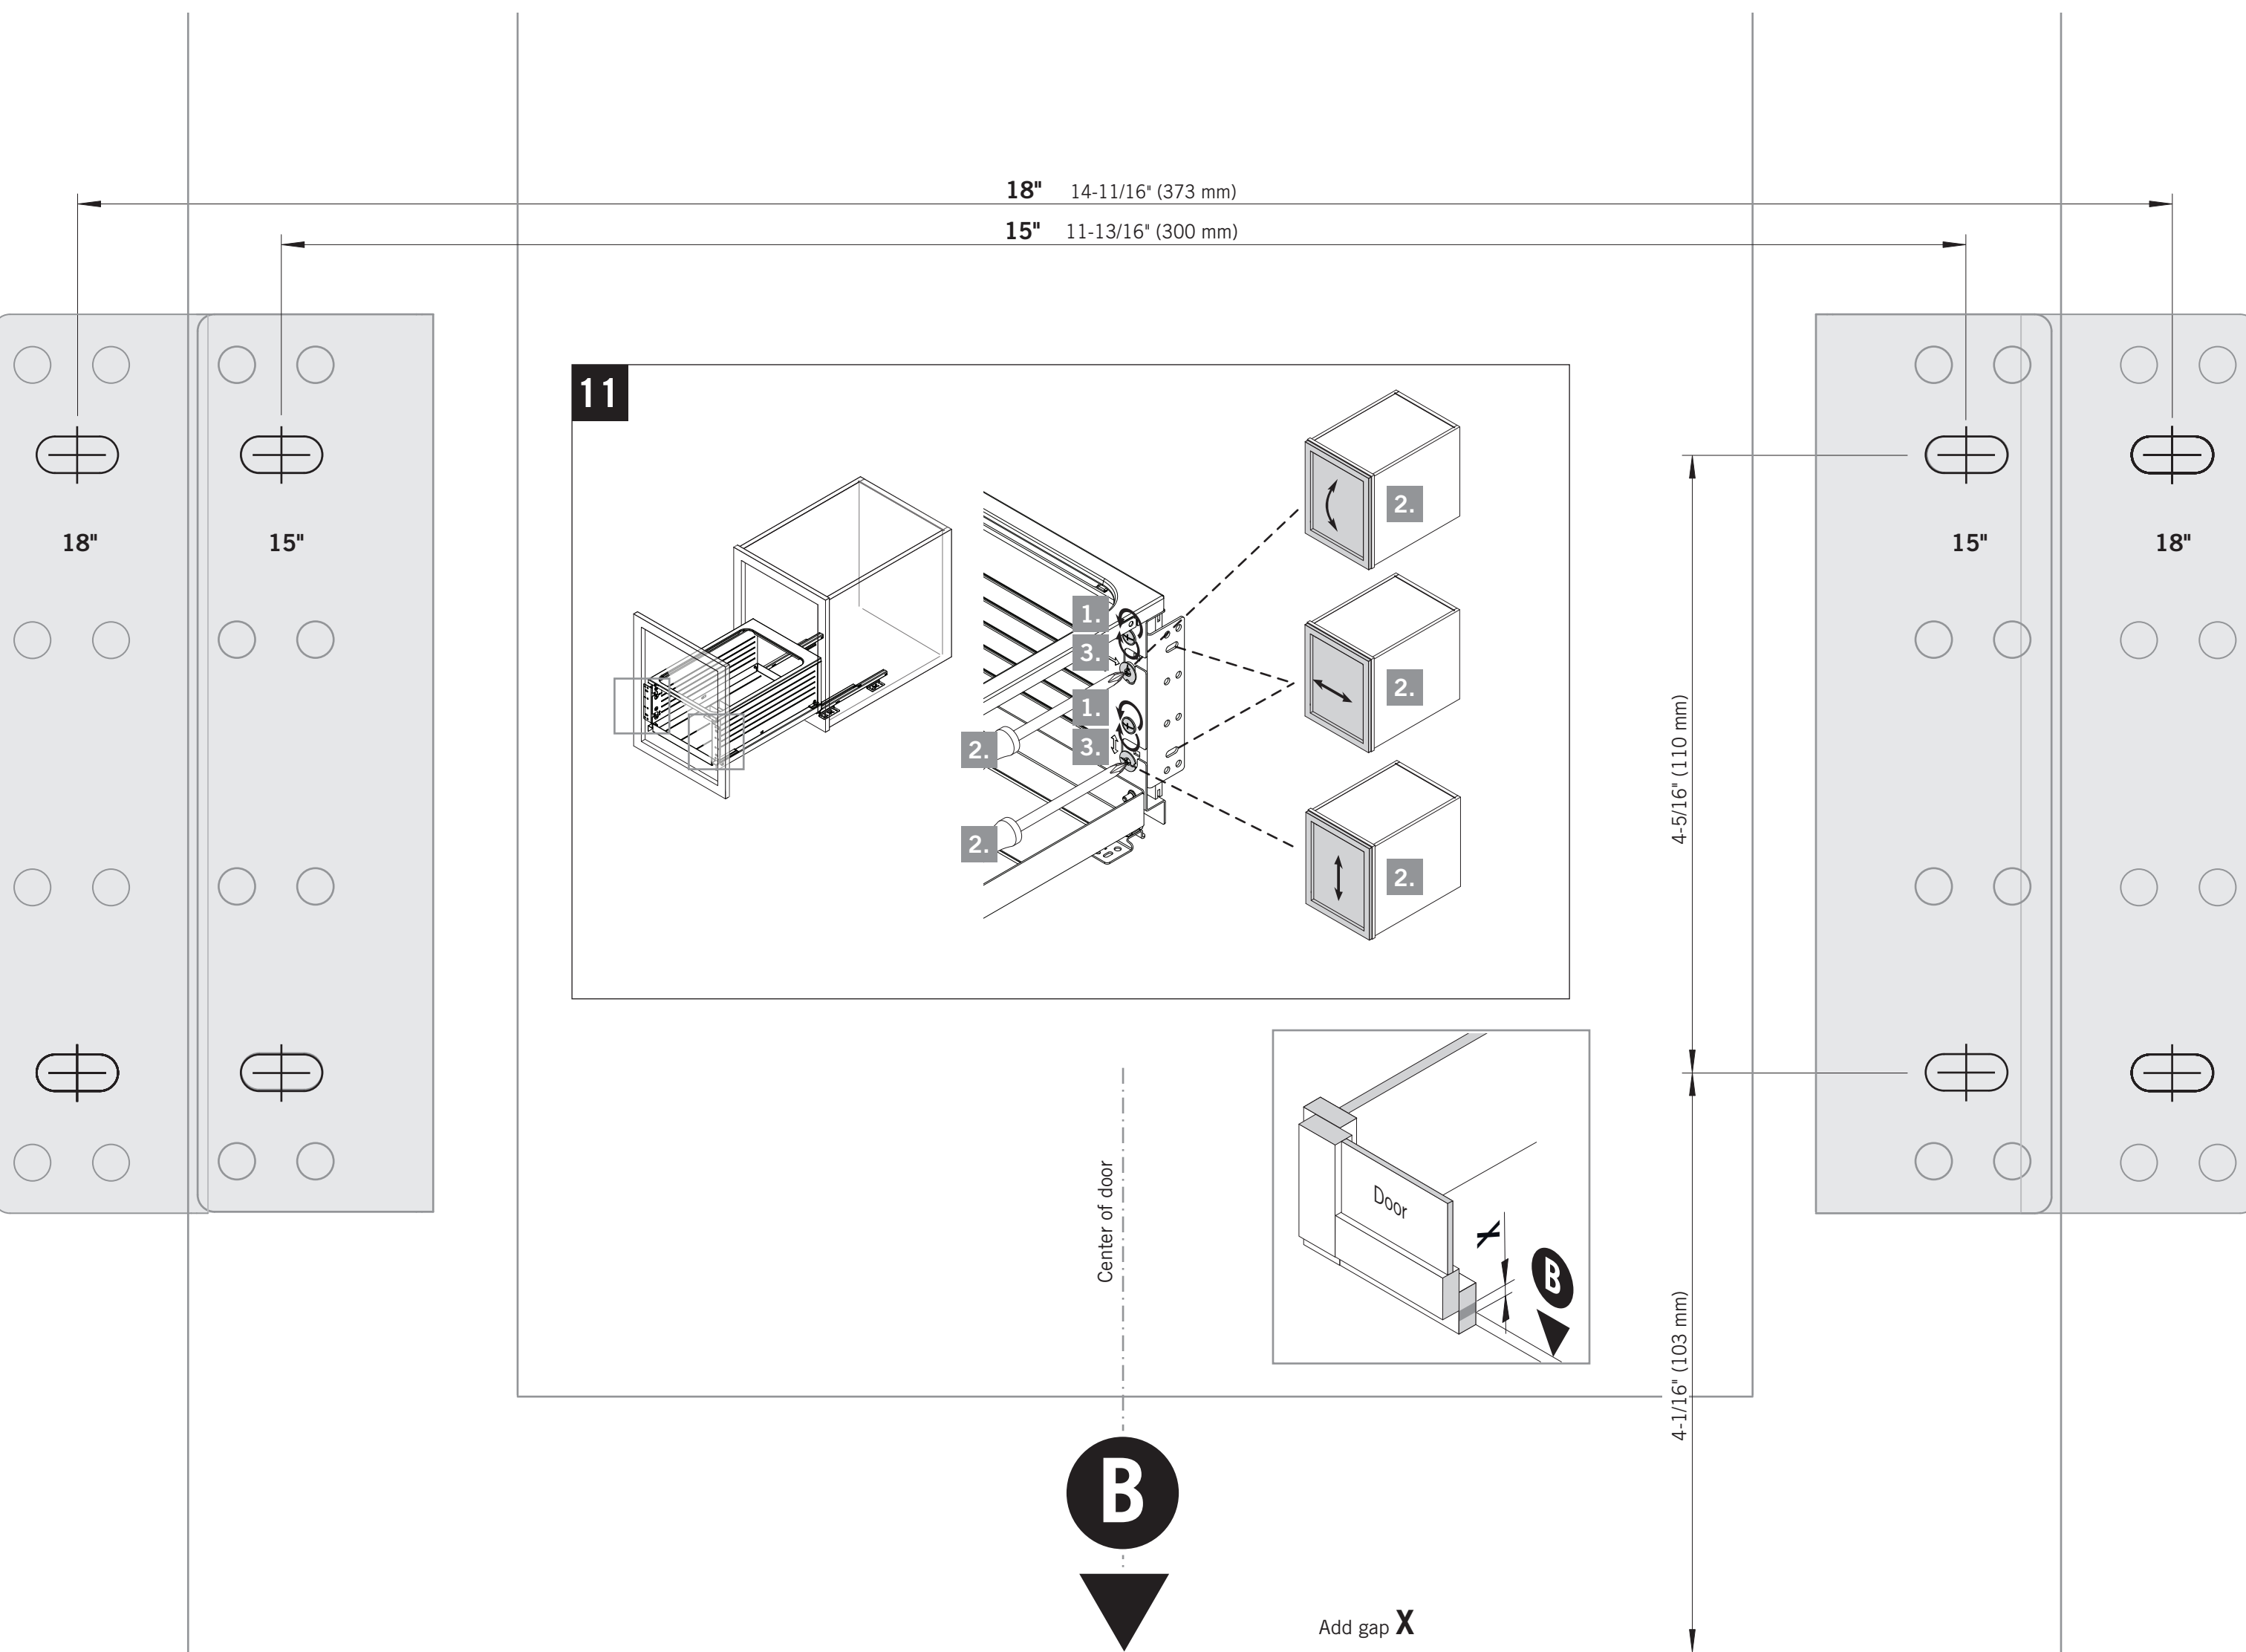 18" 14-11/16" (373 mm)
15" 11-13/16" (300 mm)
11
2.
18"
15"
15"
18"
1.
3.
2.
1.
3.
2.
2.
2.
4-5/16" (110 mm)
Center of door
Door
X
B
4-1/16" (103 mm)
B
Add gap X